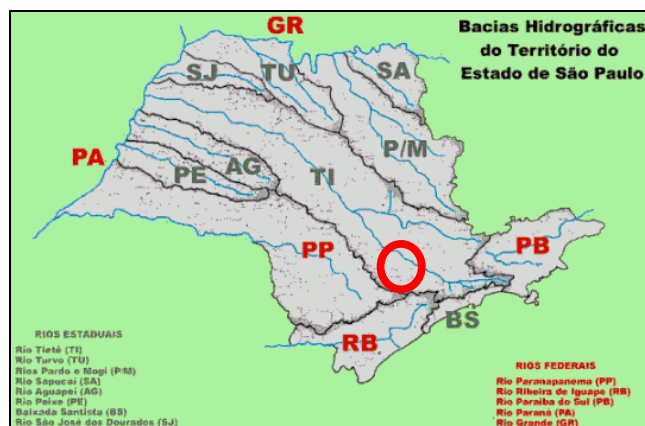 GR
Bacias Hidrográficas
do Território do
Estado de São Paulo
SJ
TU
SA
P/M
PA
PE
AG
TI
PP
PB
BS
RB
RIOS ESTADUAIS
Rio Tietê (TI)
Rio Turvo (TU)
Rios Pardo e Mogi (P/M)
Rio Sapucaí (SA)
Rio Aguapeí (AG)
Rio Peixe (PE)
Baixada Santista (BS)
Rio São José dos Dourados (SJ)
RIOS FEDERAIS
Rio Paranapanema (PP)
Rio Ribeira de Iguape (RB)
Rio Paraíba do Sul (PB)
Rio Paraná (PA)
Rio Grande (GR)